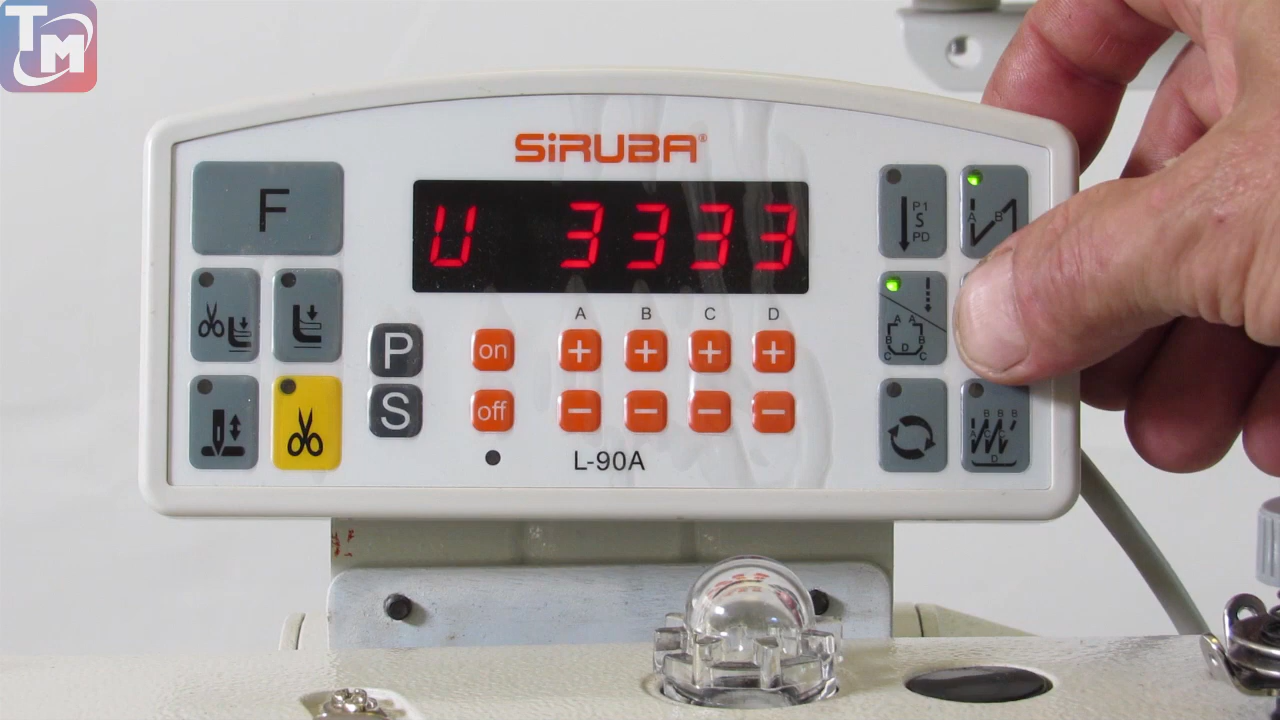 TM
SiRUBA®
F
U 3333
P1
S
PD
A B
A B C D
P
on + + + +
A A
B B
D
C C
S
off - - - -
B B B
A C C
D
L-90A